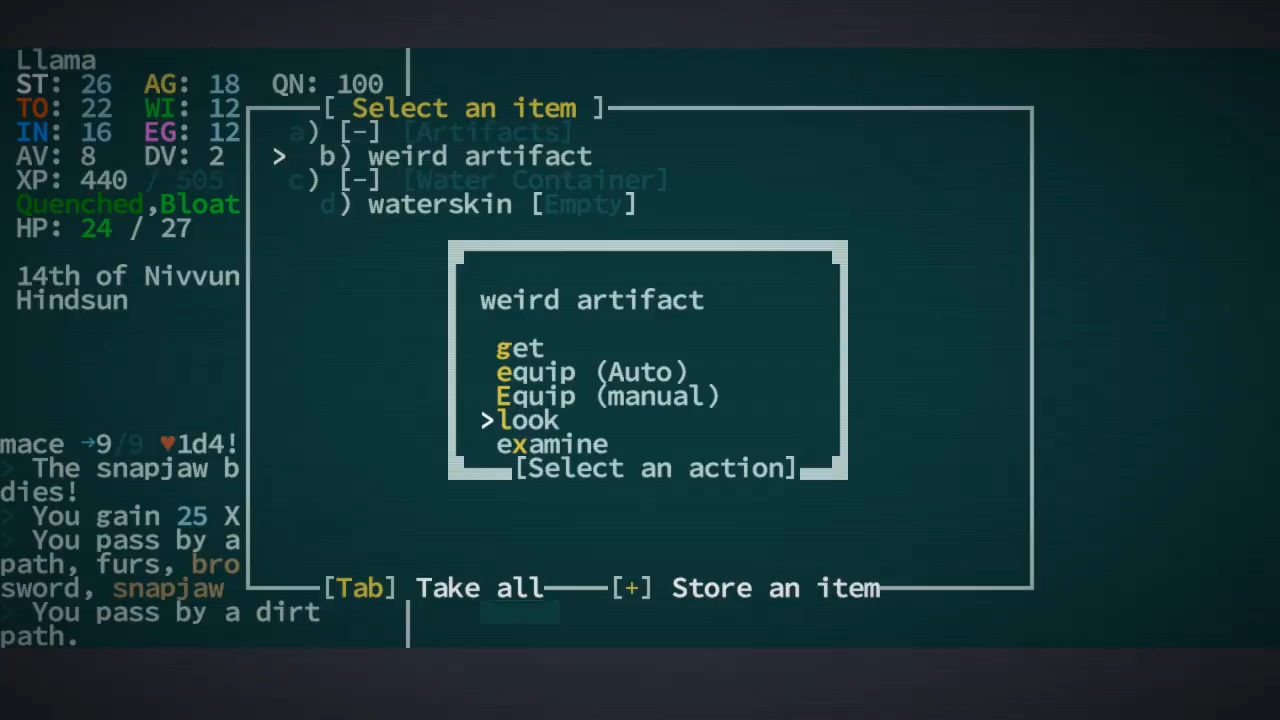 Llama
ST: 26 AG: 18 QN: 100
[ Select an item ]
TO: 22 WI: 12
a) [-] [Artifacts]
IN: 16 EG: 12
> b) weird artifact
AV: 8 DV: 2
c) [-] [Water Container]
XP: 440 / 505
d) waterskin [Empty]
Quenched,Bloat
HP: 24 / 27
14th of Nivvun
Hindsun
weird artifact
get
equip (Auto)
Equip (manual)
>look
examine
[Select an action]
mace →9/9 ♥1d4!
> The snapjaw b
dies!
> You gain 25 X
> You pass by a
path, furs, bro
sword, snapjaw
> You pass by a dirt
path.
[Tab] Take all [+] Store an item